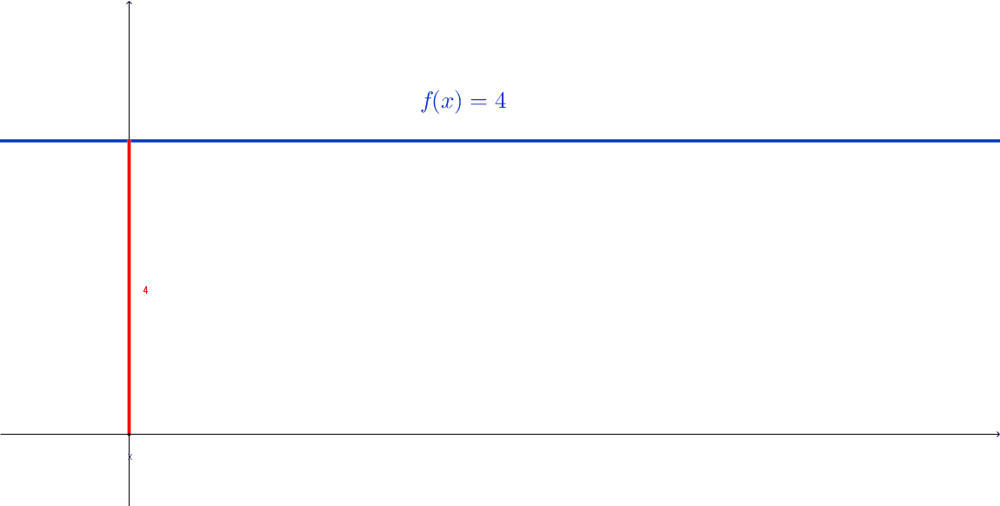 f(x) = 4
4
x